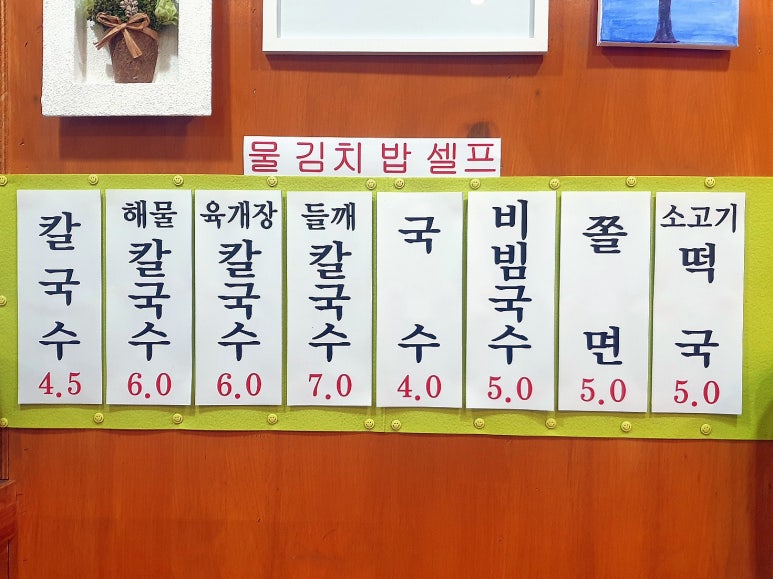 물 김치 밥 셀프
칼국수
4.5
해물
칼국수
6.0
육개장
칼국수
6.0
들깨
칼국수
7.0
국수
4.0
비빔국수
5.0
쫄면
5.0
소고기
떡국
5.0